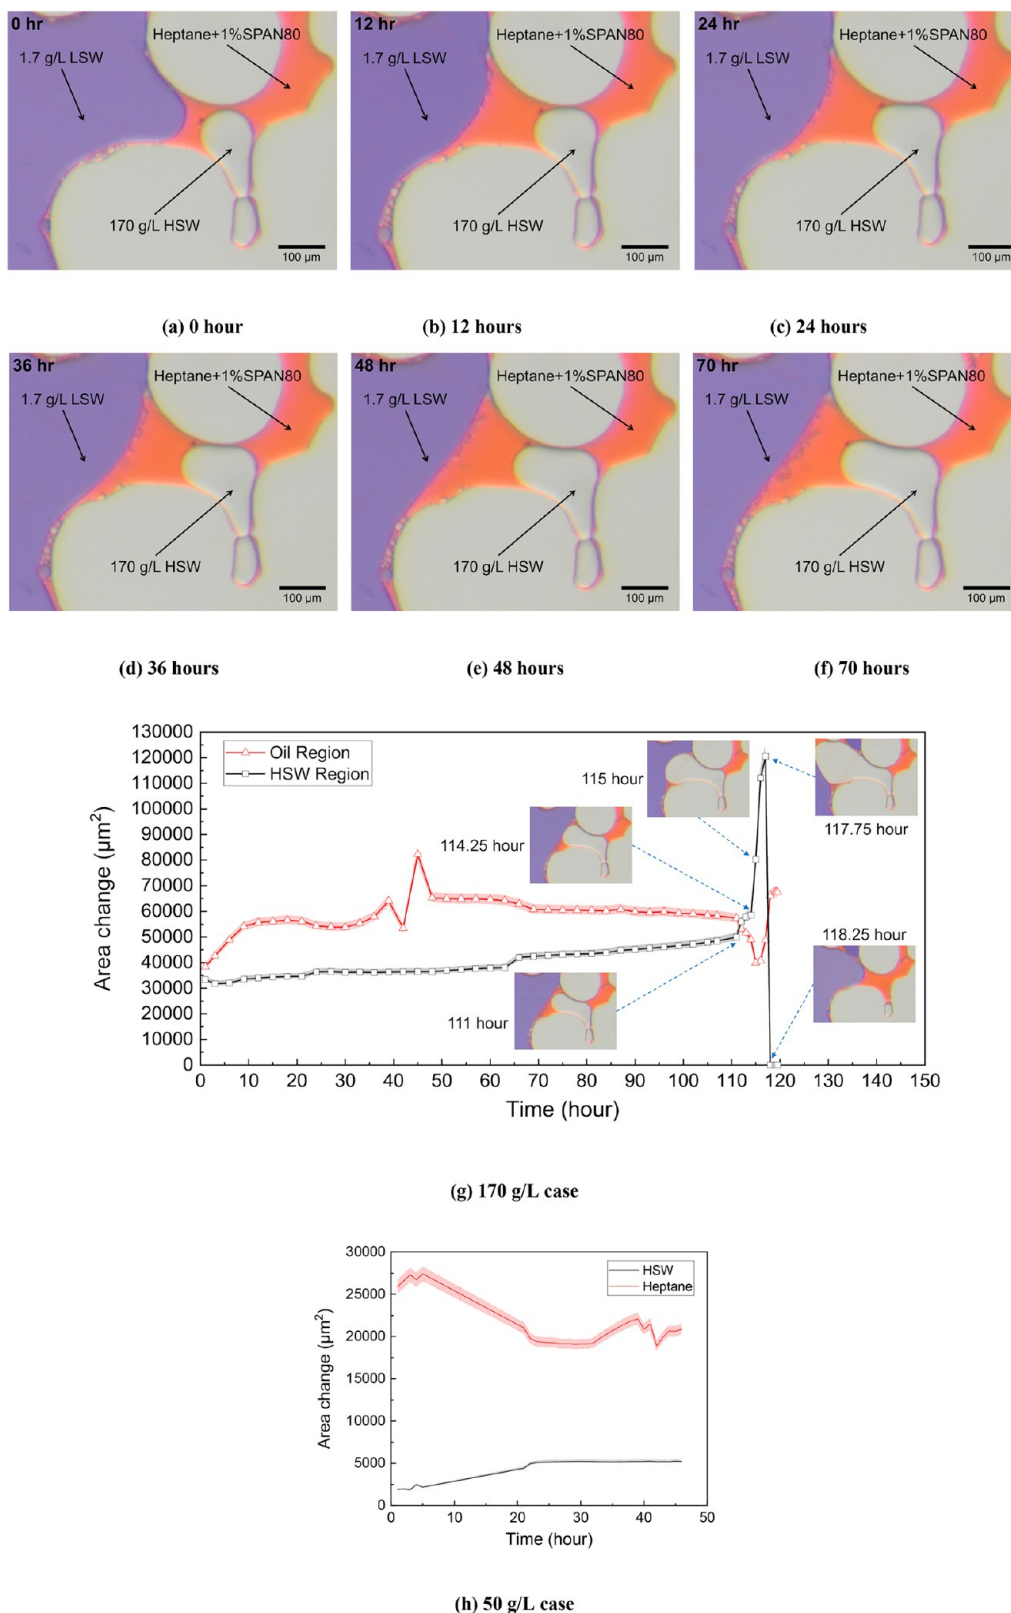 0 hr
1.7 g/L LSW
Heptane+1%SPAN80
170 g/L HSW
100 µm
12 hr
1.7 g/L LSW
Heptane+1%SPAN80
170 g/L HSW
100 µm
24 hr
1.7 g/L LSW
Heptane+1%SPAN80
170 g/L HSW
100 µm
(a) 0 hour
(b) 12 hours
(c) 24 hours
36 hr
1.7 g/L LSW
Heptane+1%SPAN80
170 g/L HSW
100 µm
48 hr
1.7 g/L LSW
Heptane+1%SPAN80
170 g/L HSW
100 µm
70 hr
1.7 g/L LSW
Heptane+1%SPAN80
170 g/L HSW
100 µm
(d) 36 hours
(e) 48 hours
(f) 70 hours
Area change (µm²)
130000
120000
110000
100000
90000
80000
70000
60000
50000
40000
30000
20000
10000
0
Oil Region
HSW Region
115 hour
114.25 hour
117.75 hour
118.25 hour
111 hour
0 10 20 30 40 50 60 70 80 90 100 110 120 130 140 150
Time (hour)
(g) 170 g/L case
Area change (µm²)
30000
25000
20000
15000
10000
5000
0
HSW
Heptane
0 10 20 30 40 50
Time (hour)
(h) 50 g/L case